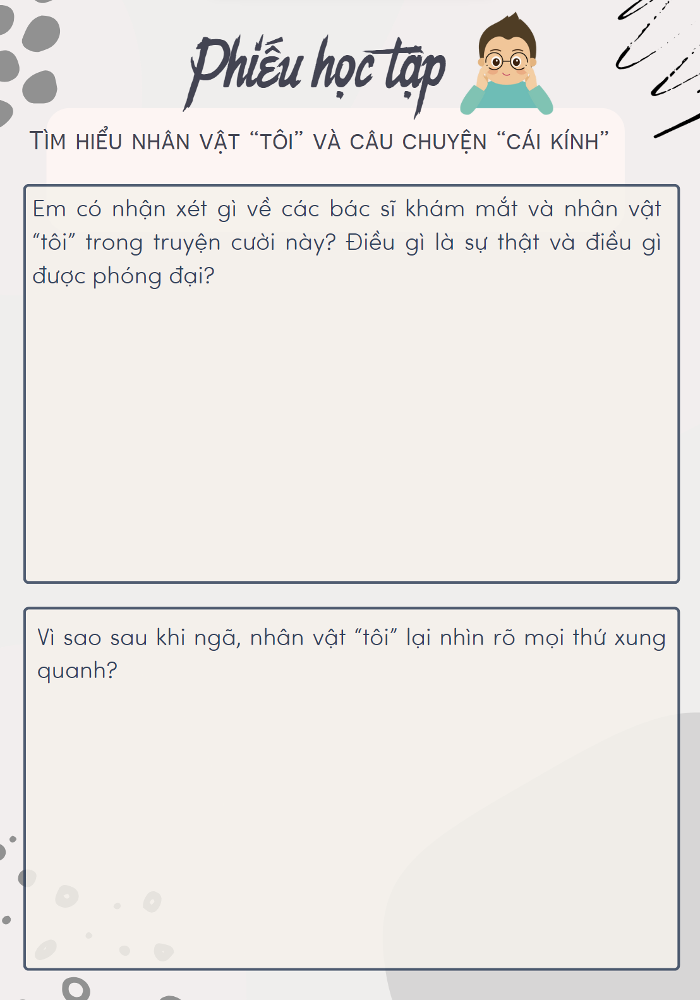 Phiếu học tập
TÌM HIỂU NHÂN VẬT “TÔI” VÀ CÂU CHUYỆN “CÁI KÍNH”
Em có nhận xét gì về các bác sĩ khám mắt và nhân vật
“tôi” trong truyện cười này? Điều gì là sự thật và điều gì
được phóng đại?
Vì sao sau khi ngã, nhân vật “tôi” lại nhìn rõ mọi thứ xung
quanh?